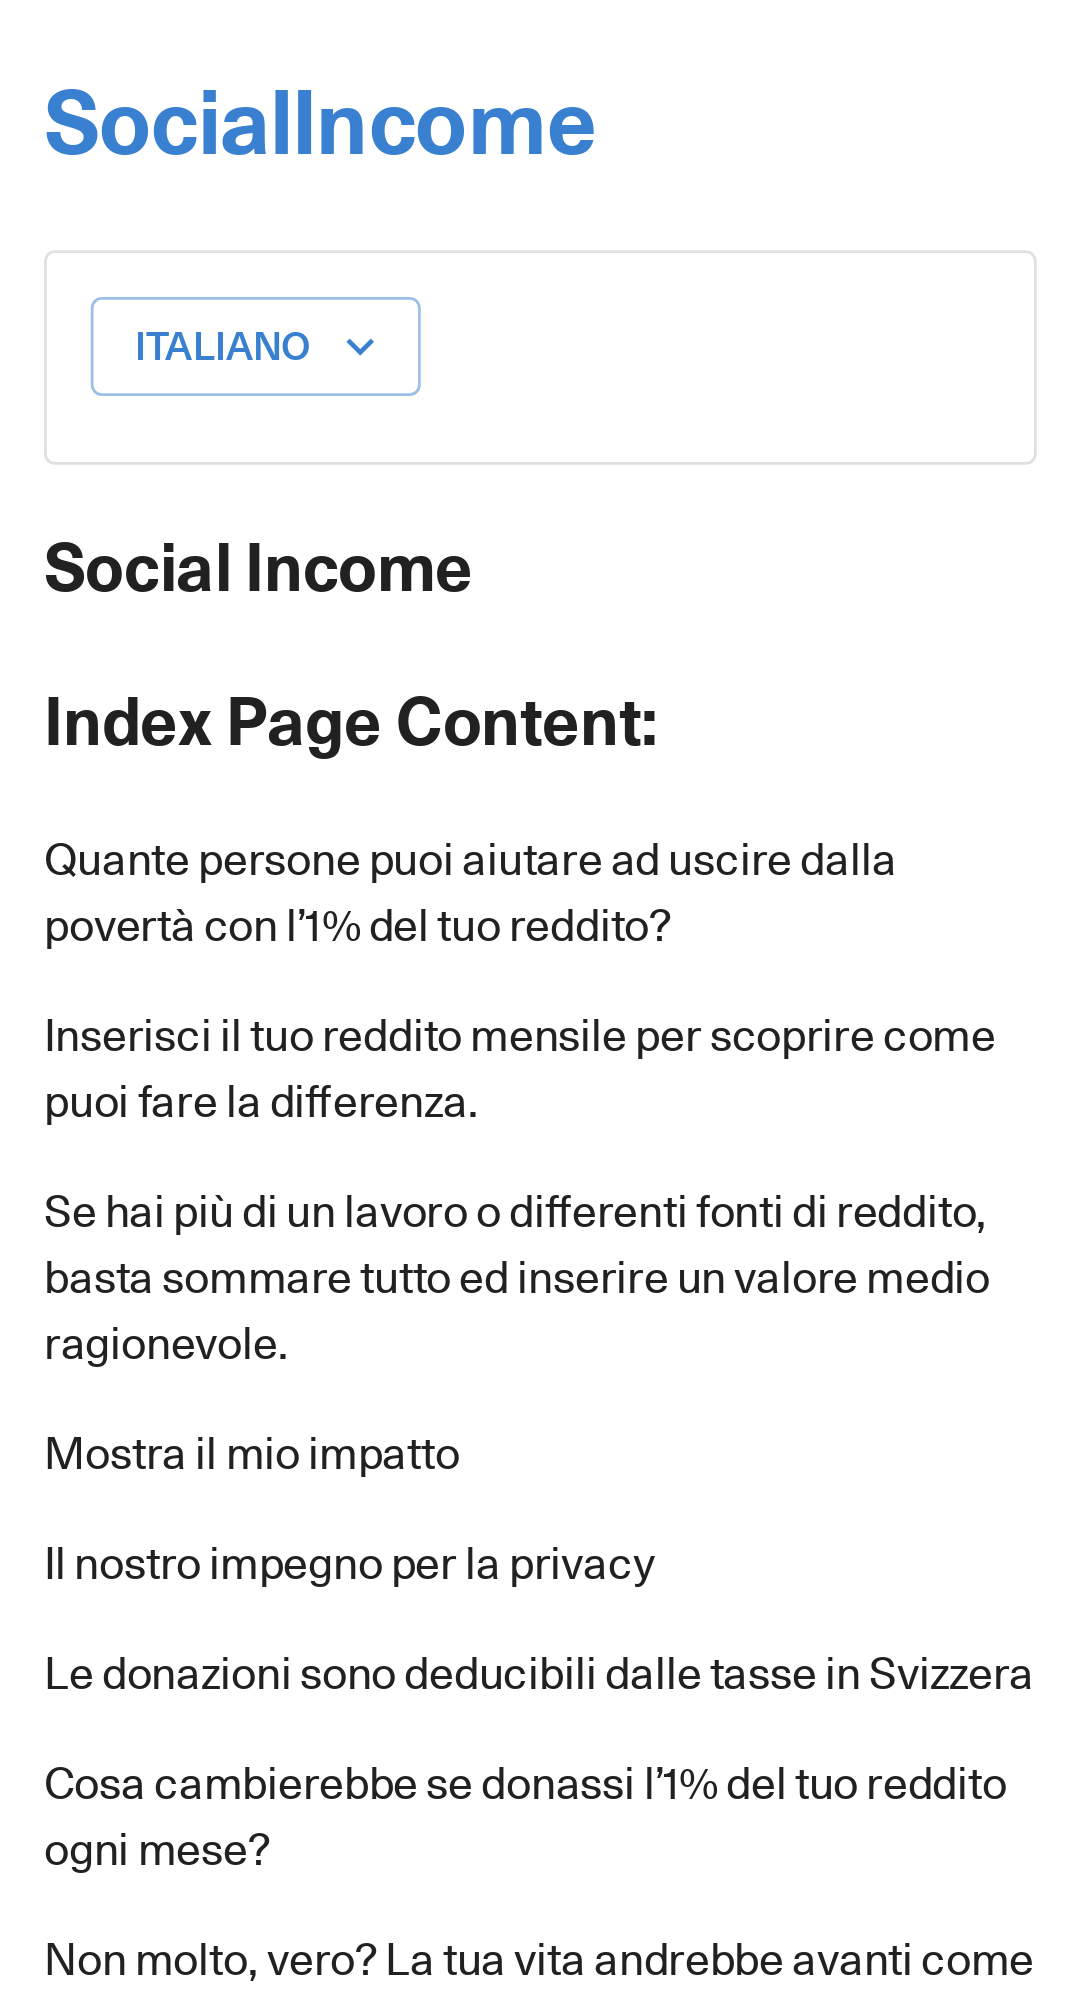 SocialIncome
ITALIANO
Social Income
Index Page Content:
Quante persone puoi aiutare ad uscire dalla
povertà con l’1% del tuo reddito?
Inserisci il tuo reddito mensile per scoprire come
puoi fare la differenza.
Se hai più di un lavoro o differenti fonti di reddito,
basta sommare tutto ed inserire un valore medio
ragionevole.
Mostra il mio impatto
Il nostro impegno per la privacy
Le donazioni sono deducibili dalle tasse in Svizzera
Cosa cambierebbe se donassi l’1% del tuo reddito
ogni mese?
Non molto, vero? La tua vita andrebbe avanti come